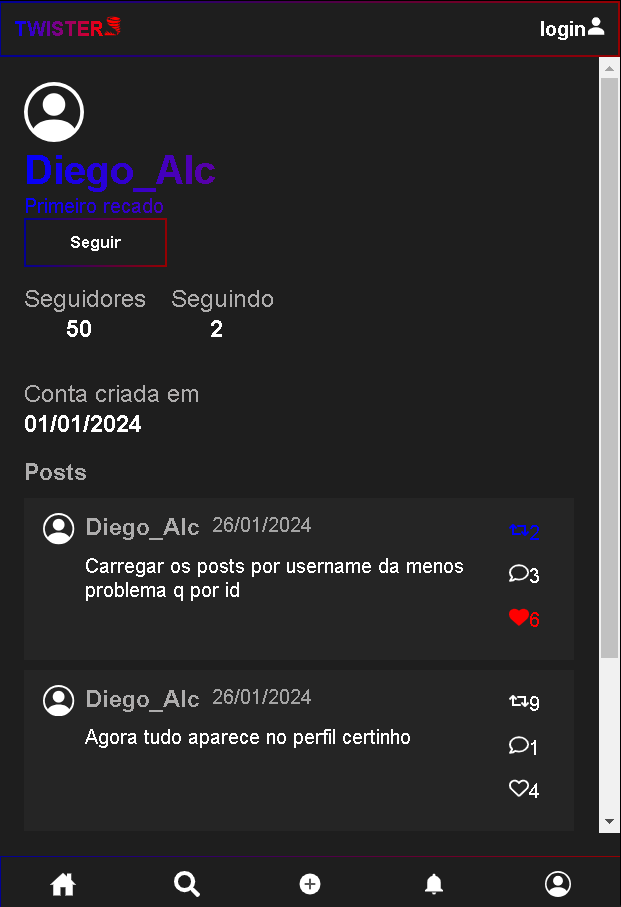 TWISTER
login
Diego_Alc
Primeiro recado
Seguir
Seguidores Seguindo
50 2
Conta criada em
01/01/2024
Posts
Diego_Alc 26/01/2024
2
Carregar os posts por username da menos
problema q por id
3
6
Diego_Alc 26/01/2024
9
Agora tudo aparece no perfil certinho
1
4